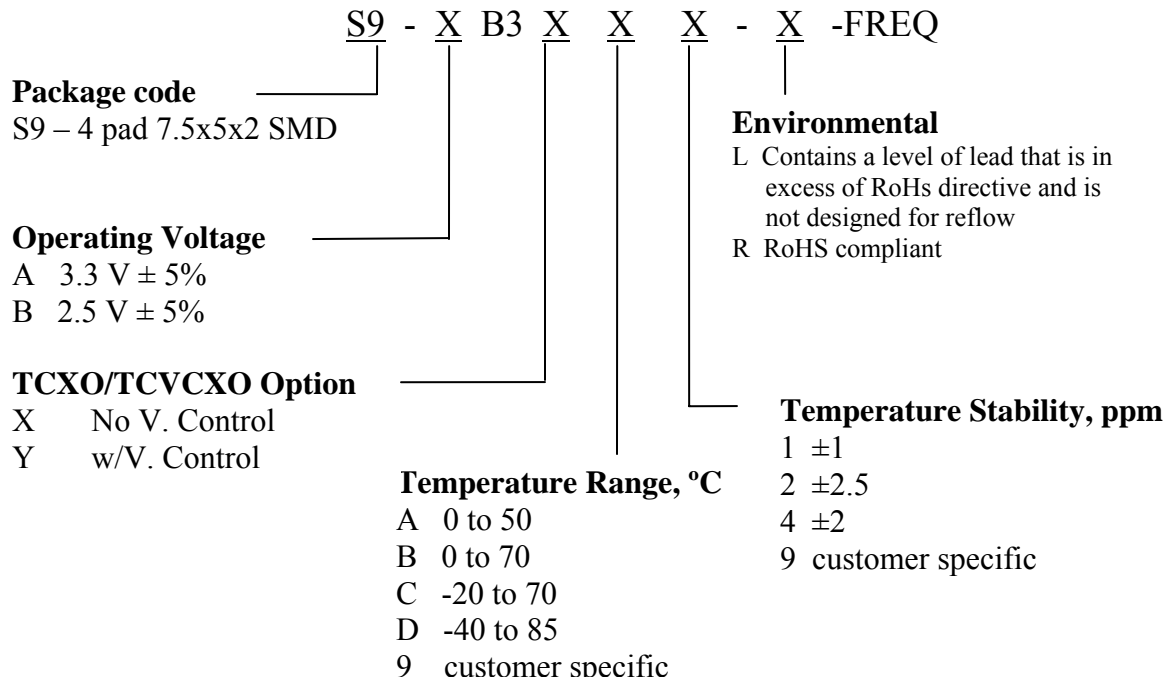 S9 - X B3 X X X - X -FREQ
Package code
S9 – 4 pad 7.5x5x2 SMD
Environmental
L Contains a level of lead that is in
excess of RoHs directive and is
not designed for reflow
R RoHS compliant
Operating Voltage
A 3.3 V ± 5%
B 2.5 V ± 5%
TCXO/TCVCXO Option
X No V. Control
Y w/V. Control
Temperature Range, ºC
A 0 to 50
B 0 to 70
C -20 to 70
D -40 to 85
9 customer specific
Temperature Stability, ppm
1 ±1
2 ±2.5
4 ±2
9 customer specific